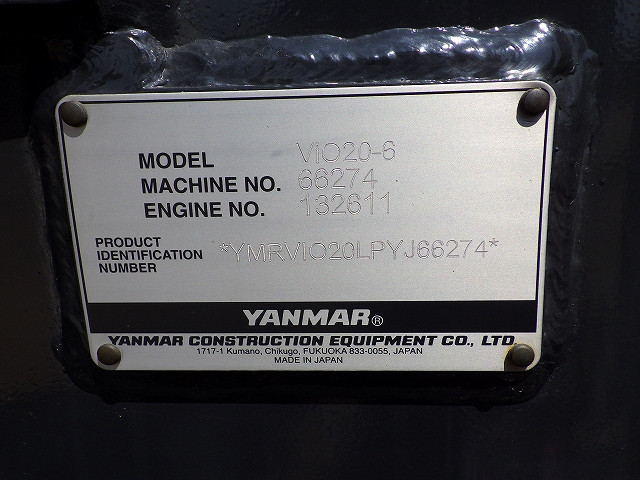 MODEL ViO20-6
MACHINE NO. 66274
ENGINE NO. 132611
PRODUCT
IDENTIFICATION *YMRVIO20LPYJ66274*
NUMBER
YANMAR®
YANMAR CONSTRUCTION EQUIPMENT CO., LTD.
1717-1 Kumano, Chikugo, FUKUOKA 833-0055, JAPAN
MADE IN JAPAN